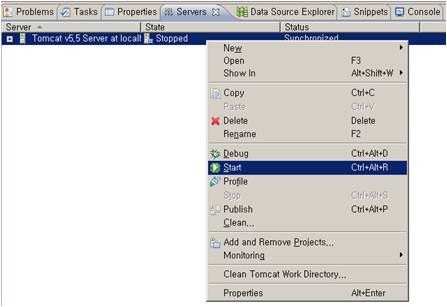 Problems Tasks Properties Servers Data Source Explorer Snippets Console
Server State Status
Tomcat v5.5 Server at locall Stopped Synchronized
New
Open F3
Show In Alt+Shift+W
Copy Ctrl+C
Paste Ctrl+V
Delete Delete
Rename F2
Debug Ctrl+Alt+D
Start Ctrl+Alt+R
Profile
Stop Ctrl+Alt+S
Publish Ctrl+Alt+P
Clean...
Add and Remove Projects...
Monitoring
Clean Tomcat Work Directory...
Properties Alt+Enter